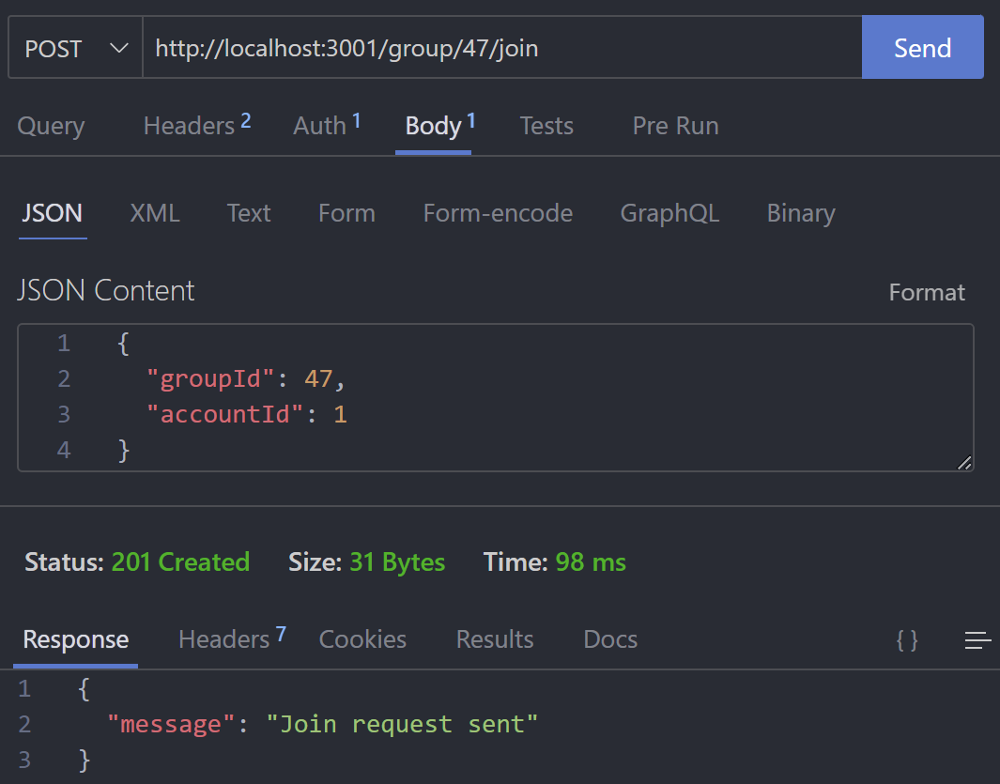 POST http://localhost:3001/group/47/join Send
Query Headers 2 Auth 1 Body 1 Tests Pre Run
JSON XML Text Form Form-encode GraphQL Binary
JSON Content Format
1 {
2 "groupId": 47,
3 "accountId": 1
4 }
Status: 201 Created Size: 31 Bytes Time: 98 ms
Response Headers 7 Cookies Results Docs { }
1 {
2 "message": "Join request sent"
3 }